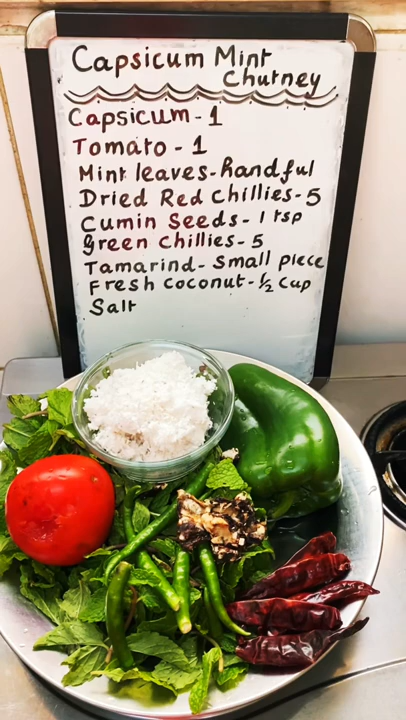 Capsicum Mint
Chutney
Capsicum - 1
Tomato - 1
Mint leaves - handful
Dried Red Chillies - 5
Cumin Seeds - 1 tsp
Green Chillies - 5
Tamarind - Small piece
Fresh Coconut - ½ Cup
Salt